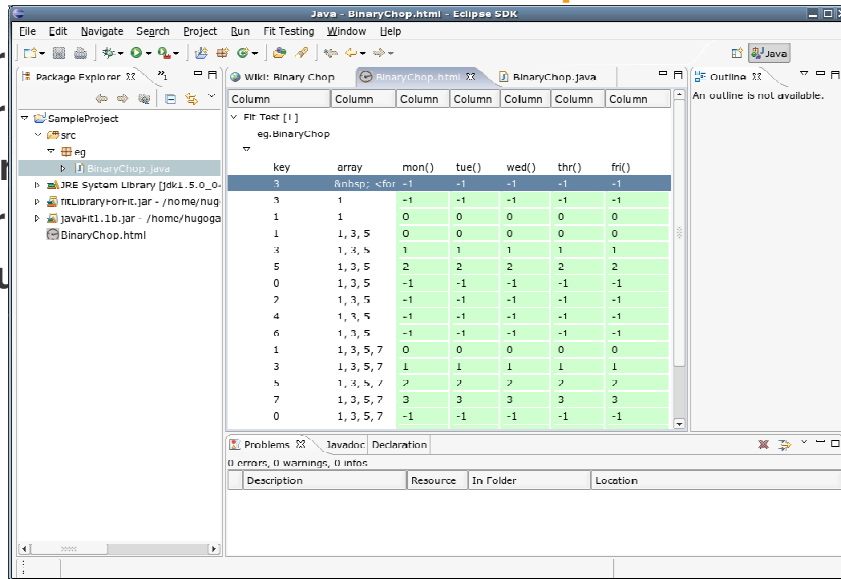 Java - BinaryChop.html - Eclipse SDK
File Edit Navigate Search Project Run Fit Testing Window Help
Java
Package Explorer
Wiki: Binary Chop
BinaryChop.html
BinaryChop.java
Outline
An outline is not available.
SampleProject
src
eg
BinaryChop.java
JRE System Library [jdk1.5.0_0
fitLibraryForFit.jar - /home/hug
javaFit1.1b.jar - /home/hugoga
BinaryChop.html
Column Column Column Column Column Column Column
Fit Test [1]
eg.BinaryChop
key array mon() tue() wed() thr() fri()
3 &nbsp; <for -1 -1 -1 -1 -1
3 1 -1 -1 -1 -1 -1
1 1 0 0 0 0 0
1 1, 3, 5 0 0 0 0 0
3 1, 3, 5 1 1 1 1 1
5 1, 3, 5 2 2 2 2 2
0 1, 3, 5 -1 -1 -1 -1 -1
2 1, 3, 5 -1 -1 -1 -1 -1
4 1, 3, 5 -1 -1 -1 -1 -1
6 1, 3, 5 -1 -1 -1 -1 -1
1 1, 3, 5, 7 0 0 0 0 0
3 1, 3, 5, 7 1 1 1 1 1
5 1, 3, 5, 7 2 2 2 2 2
7 1, 3, 5, 7 3 3 3 3 3
0 1, 3, 5, 7 -1 -1 -1 -1 -1
Problems Javadoc Declaration
0 errors, 0 warnings, 0 infos
Description Resource In Folder Location